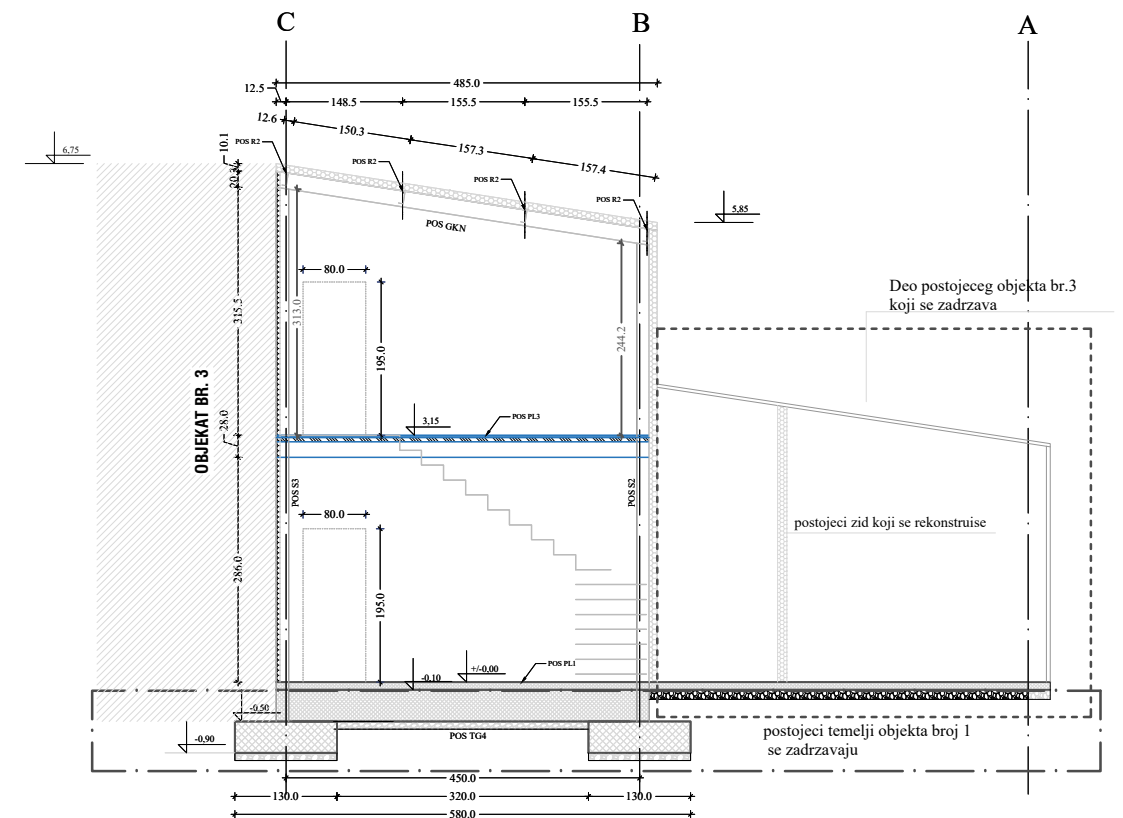 C
B
A
485.0
12.5
148.5
155.5
155.5
12.6
150.3
157.3
157.4
6,75
10.1
20.3
POS R2
POS R2
POS R2
POS R2
5,85
POS GKN
80.0
313.0
315.5
195.0
244.2
Deo postojeceg objekta br.3
koji se zadrzava
OBJEKAT BR. 3
28.0
3,15
POS PL3
POS S3
POS S2
80.0
postojeci zid koji se rekonstruise
286.0
195.0
+/-0,00
POS PL1
-0,10
-0,50
-0,90
POS TG4
postojeci temelji objekta broj 1
se zadrzavaju
450.0
130.0
320.0
130.0
580.0